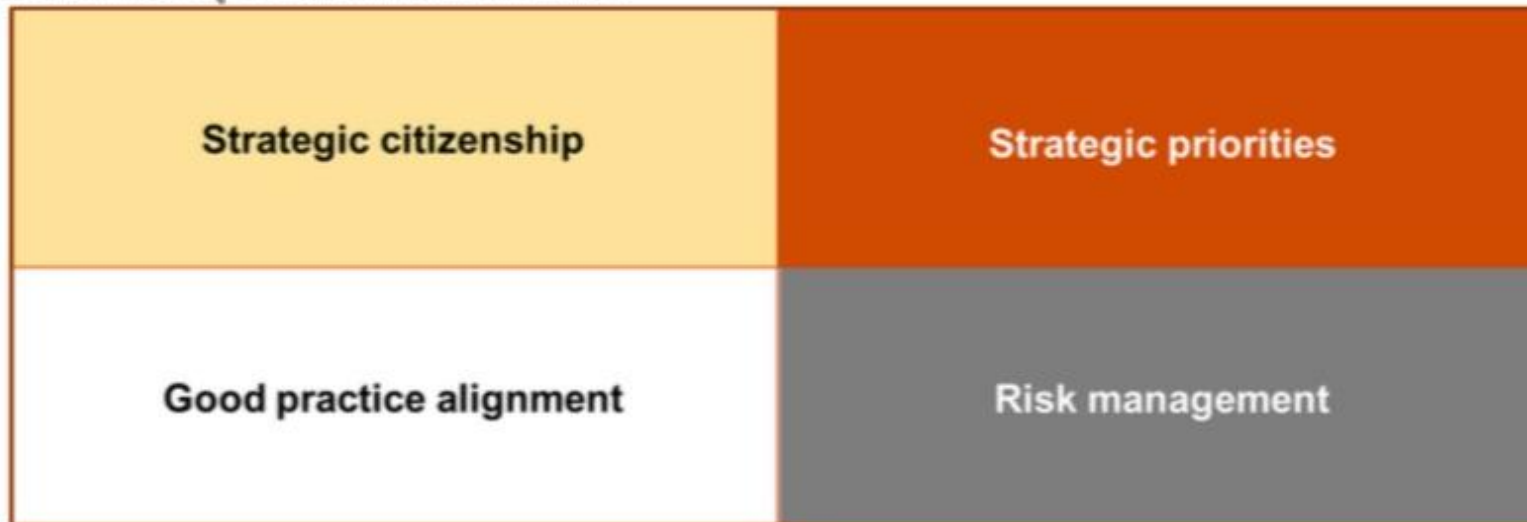 Strategic citizenship
Strategic priorities
Good practice alignment
Risk management